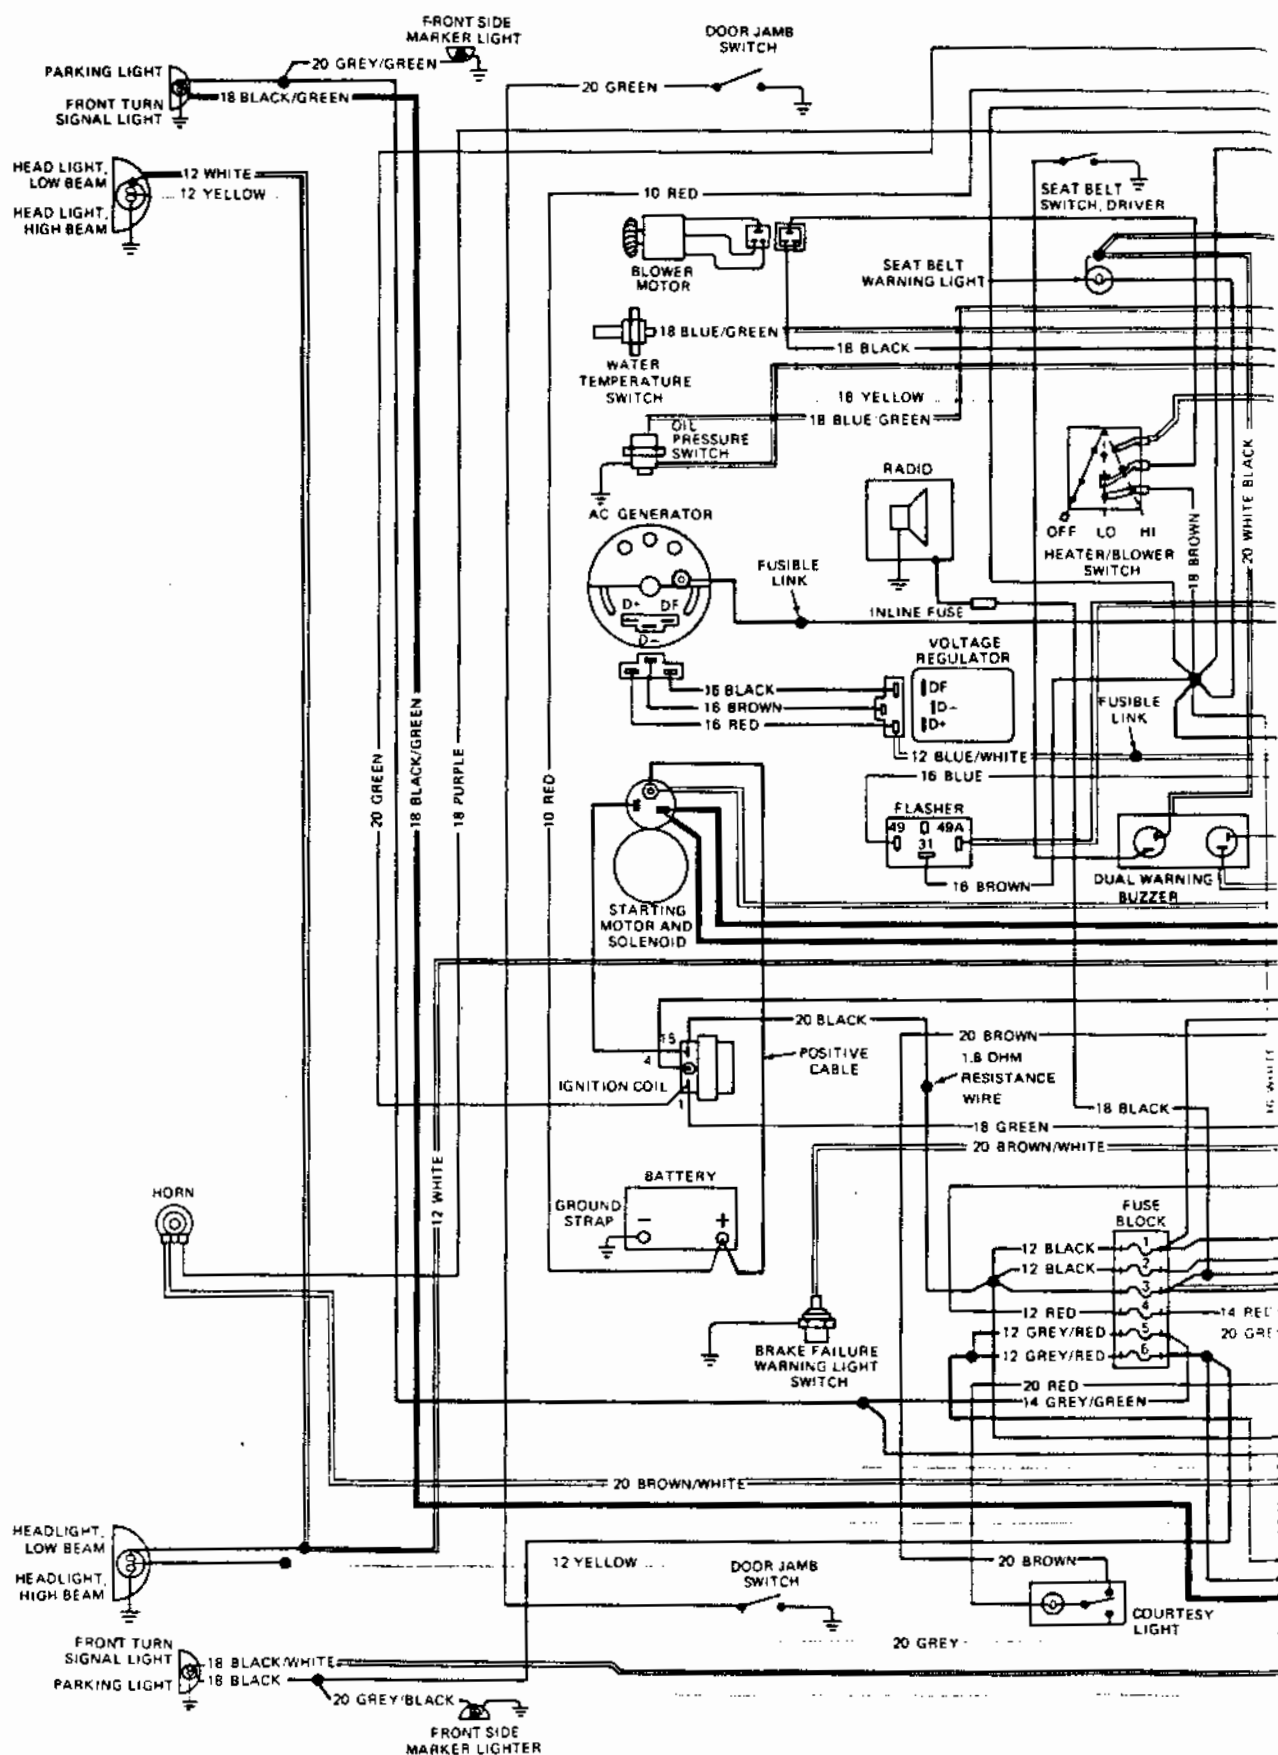 FRONT SIDE
MARKER LIGHT
DOOR JAMB
SWITCH
PARKING LIGHT
20 GREY/GREEN
FRONT TURN
SIGNAL LIGHT
18 BLACK/GREEN
20 GREEN
HEAD LIGHT,
LOW BEAM
12 WHITE
12 YELLOW
HEAD LIGHT,
HIGH BEAM
10 RED
SEAT BELT
SWITCH, DRIVER
BLOWER
MOTOR
SEAT BELT
WARNING LIGHT
18 BLUE/GREEN
18 BLACK
WATER
TEMPERATURE
SWITCH
18 YELLOW
18 BLUE GREEN
OIL
PRESSURE
SWITCH
RADIO
OFF LO HI
HEATER/BLOWER
SWITCH
18 BROWN
20 WHITE BLACK
AC GENERATOR
D+ DF
D-
FUSIBLE
LINK
INLINE FUSE
VOLTAGE
REGULATOR
DF
D-
D+
16 BLACK
16 BROWN
16 RED
FUSIBLE
LINK
12 BLUE/WHITE
16 BLUE
20 GREEN
18 BLACK/GREEN
18 PURPLE
10 RED
FLASHER
49 49A
31
16 BROWN
DUAL WARNING
BUZZER
STARTING
MOTOR AND
SOLENOID
20 BLACK
20 BROWN
15
4
1
IGNITION COIL
POSITIVE
CABLE
1.8 OHM
RESISTANCE
WIRE
18 BLACK
18 GREEN
20 BROWN/WHITE
12 WHITE
HORN
BATTERY
GROUND
STRAP
- +
FUSE
BLOCK
12 BLACK 1
12 BLACK 2
3
12 RED 4 14 RED
12 GREY/RED 5
12 GREY/RED 6
BRAKE FAILURE
WARNING LIGHT
SWITCH
20 RED
14 GREY/GREEN
20 BROWN/WHITE
HEADLIGHT,
LOW BEAM
HEADLIGHT,
HIGH BEAM
12 YELLOW
DOOR JAMB
SWITCH
20 BROWN
COURTESY
LIGHT
20 GREY
FRONT TURN
SIGNAL LIGHT
18 BLACK/WHITE
PARKING LIGHT
18 BLACK
20 GREY/BLACK
FRONT SIDE
MARKER LIGHTER